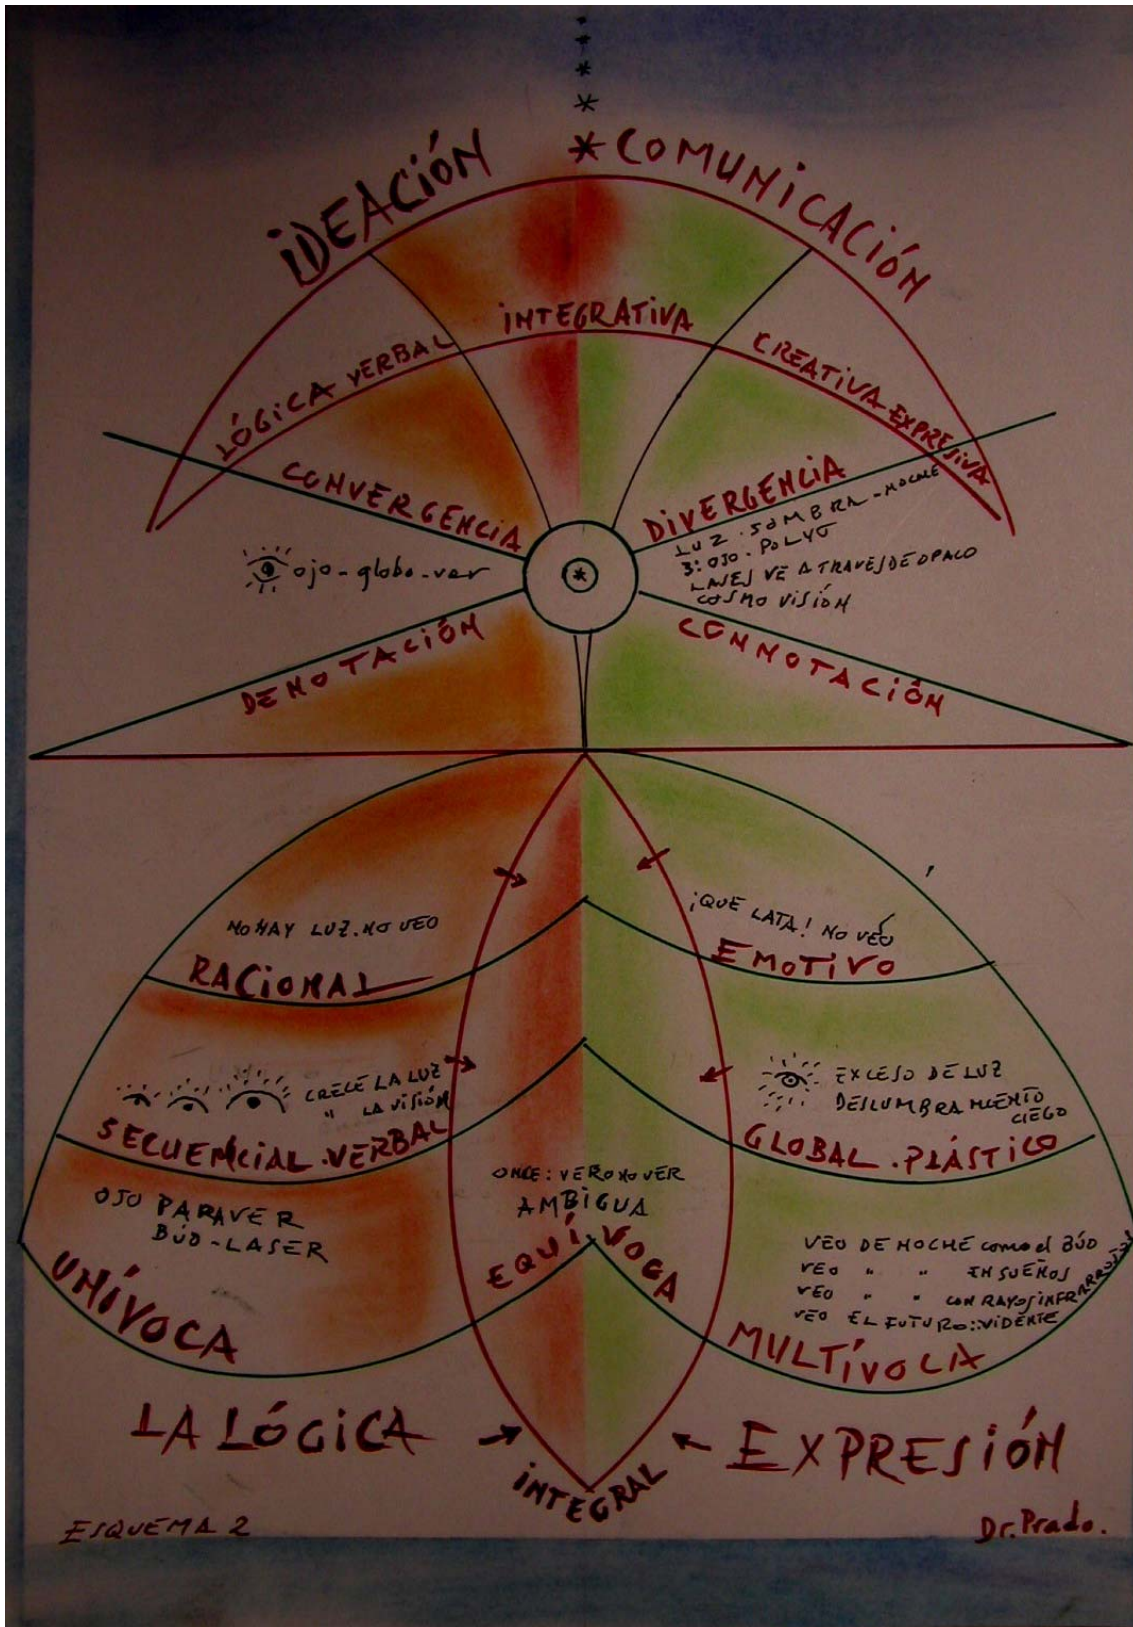 IDEACIÓN
* COMUNICACIÓN
INTEGRATIVA
LÓGICA VERBAL
CREATIVA-EXPRESIVA
CONVERGENCIA
DIVERGENCIA
LUZ-SOMBRA-NOCHE
3: OJO-
VE A TRAVES DE OPACO
COSMO VISIÓN
ojo-globo-ver
*
DENOTACIÓN
CONNOTACIÓN
NO HAY LUZ. NO VEO
RACIONAL
¡QUE LATA! NO VEO
EMOTIVO
CRECE LA LUZ
" LA VISIÓN
SECUENCIAL.VERBAL
EXCESO DE LUZ
DESLUMBRAMIENTO
CIEGO
GLOBAL.PLÁSTICO
OJO PARA VER
BÚO-LASER
UNÍVOCA
ONCE: VER O NO VER
AMBIGUA
EQUÍVOCA
VEO DE NOCHE como el BÚO
VEO " " EN SUEÑOS
VEO " " CON RAYOS INFRARROJOS
VEO EL FUTURO::VIDENTE
MULTÍVOCA
LA LÓGICA
EXPRESIÓN
INTEGRAL
ESQUEMA 2
Dr. Prado.